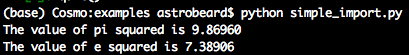 (base) Cosmo:examples astrobeard$ python simple_import.py
The value of pi squared is 9.86960
The value of e squared is 7.38906